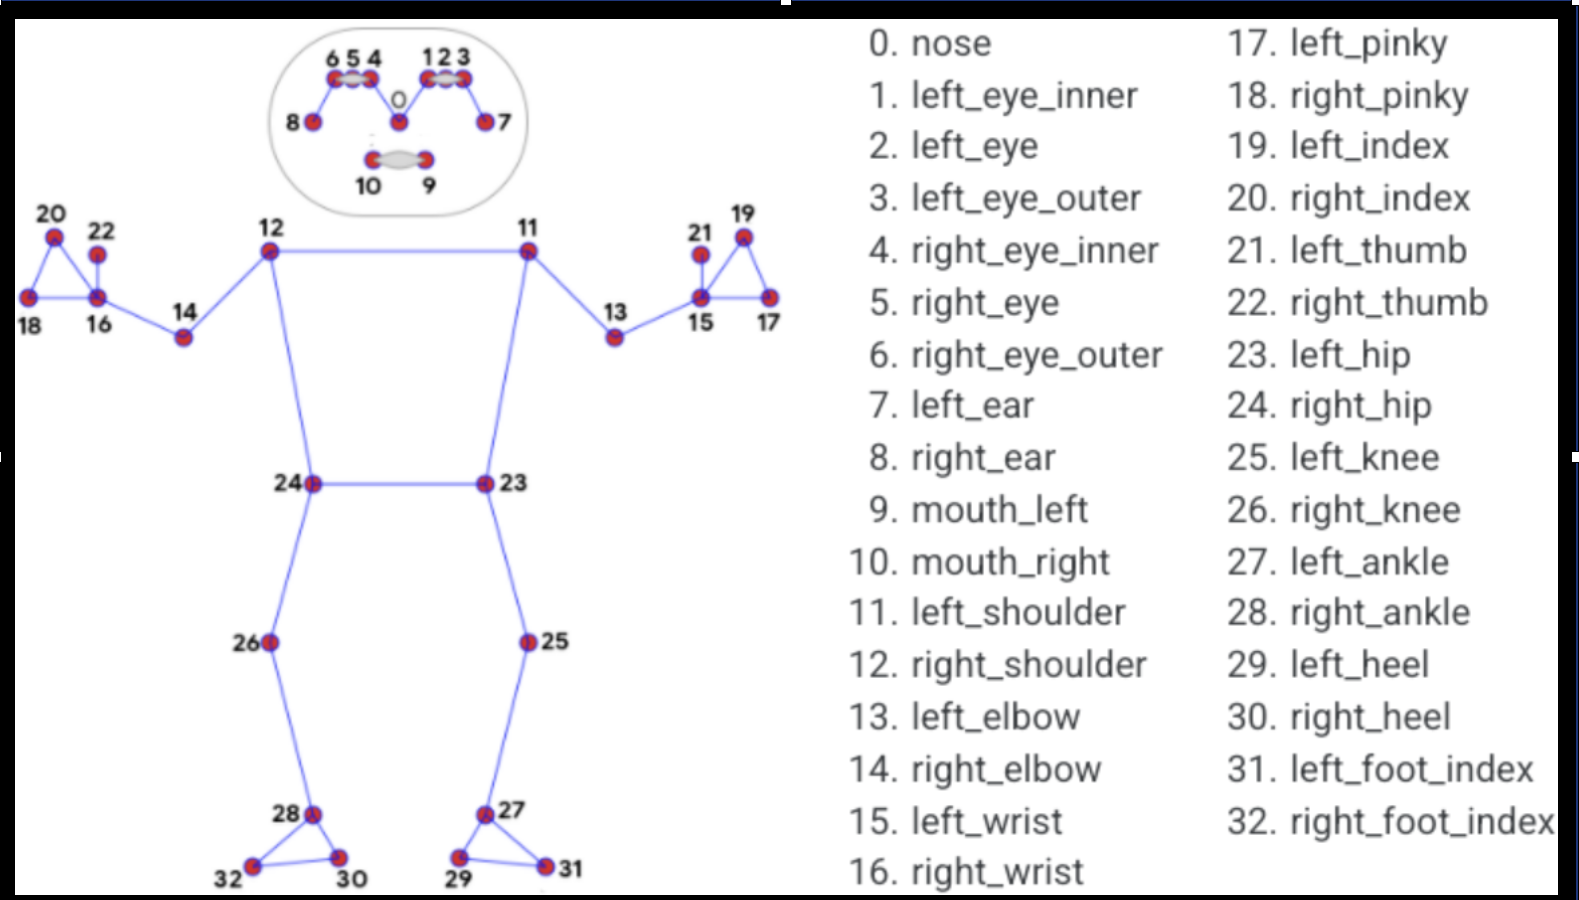 6 5 4 1 2 3
0
8 7
10 9
20 22 12 11 21 19
14 13
18 16 15 17
24 23
26 25
28 27
32 30 29 31
0. nose
1. left_eye_inner
2. left_eye
3. left_eye_outer
4. right_eye_inner
5. right_eye
6. right_eye_outer
7. left_ear
8. right_ear
9. mouth_left
10. mouth_right
11. left_shoulder
12. right_shoulder
13. left_elbow
14. right_elbow
15. left_wrist
16. right_wrist
17. left_pinky
18. right_pinky
19. left_index
20. right_index
21. left_thumb
22. right_thumb
23. left_hip
24. right_hip
25. left_knee
26. right_knee
27. left_ankle
28. right_ankle
29. left_heel
30. right_heel
31. left_foot_index
32. right_foot_index